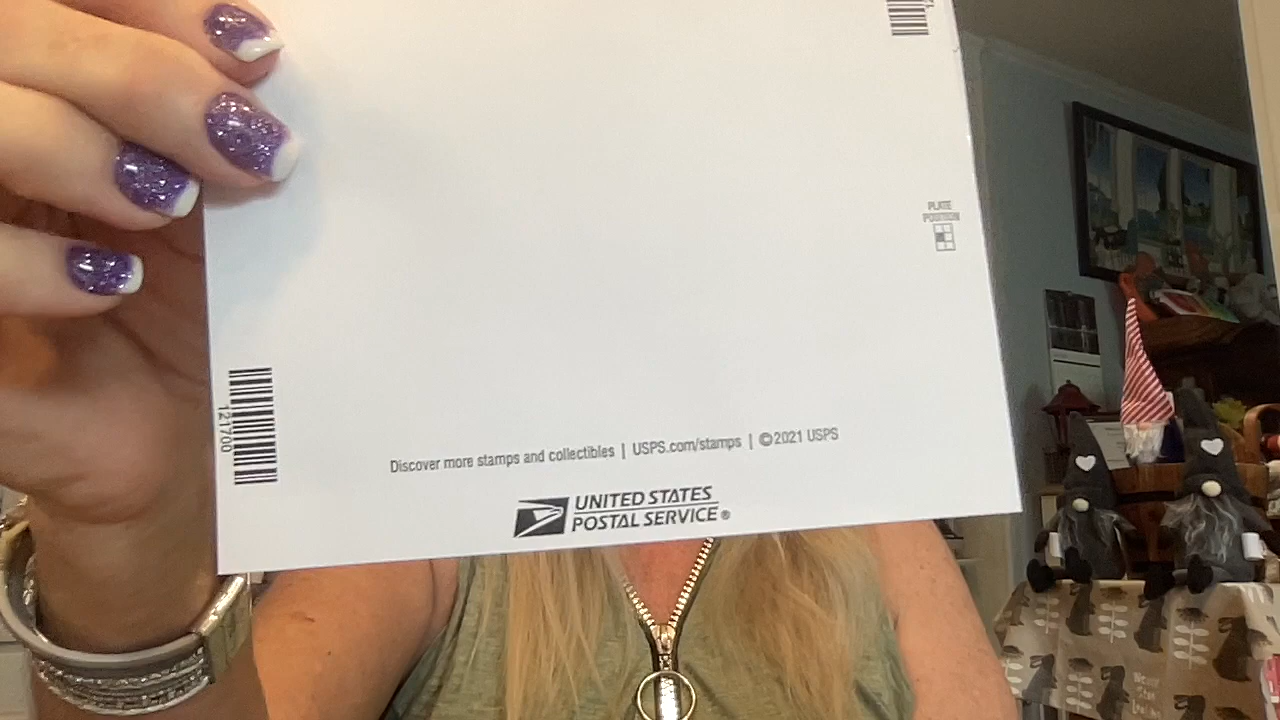 PLATE
POSITION
121700
Discover more stamps and collectibles | USPS.com/stamps | ©2021 USPS
UNITED STATES
POSTAL SERVICE®